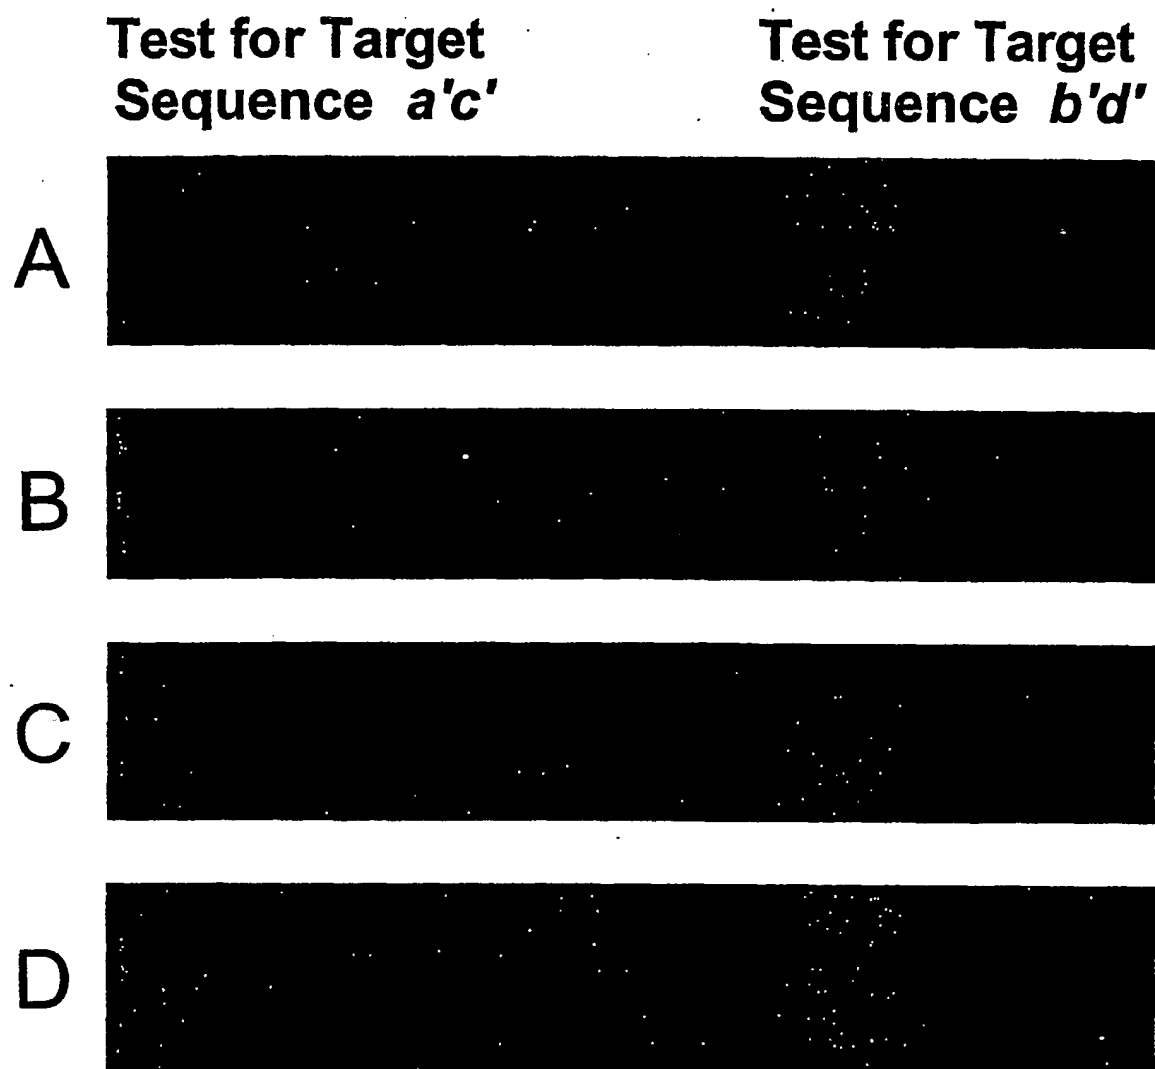 Test for Target
Sequence a'c'
Test for Target
Sequence b'd'
A
B
C
D